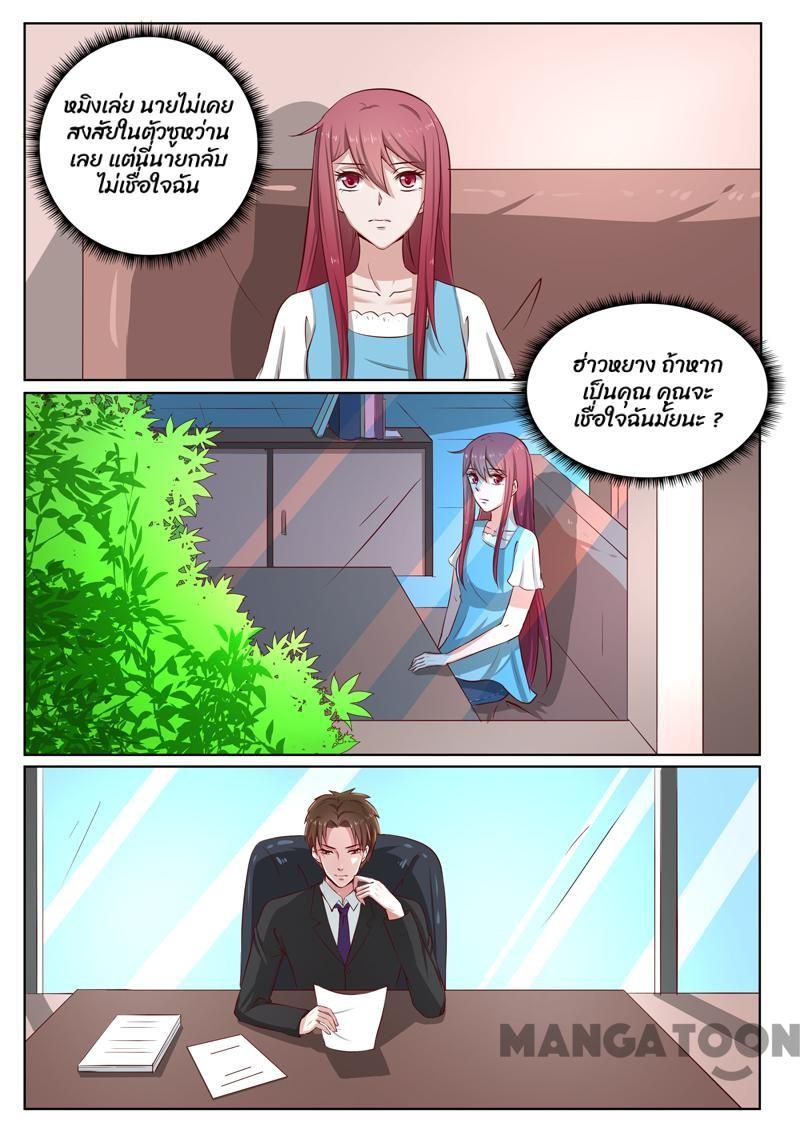 หมิงเล่ย นายไม่เคย
สงสัยในตัวซูหว่าน
เลย แต่นี่นายกลับ
ไม่เชื่อใจฉัน
ฮ่าวหยาง ถ้าหาก
เป็นคุณ คุณจะ
เชื่อใจฉันมั้ยนะ ?
MANGATOON